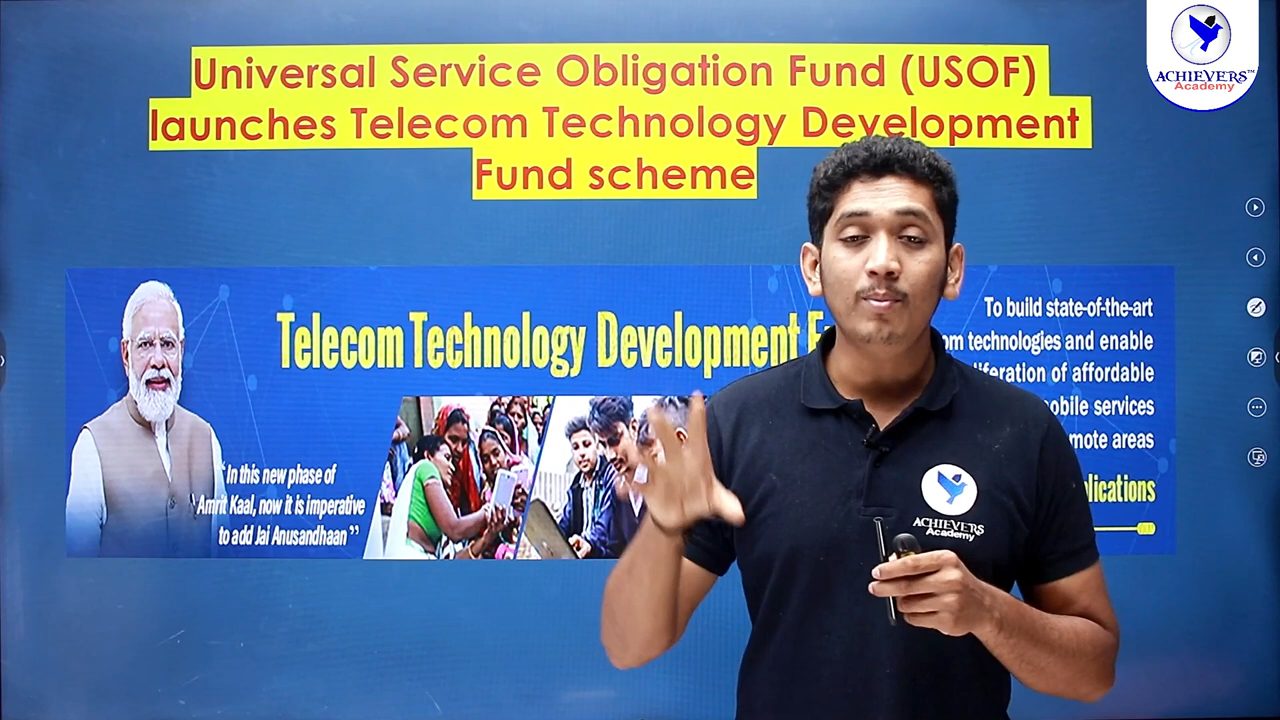 Universal Service Obligation Fund (USOF)
launches Telecom Technology Development
Fund scheme
ACHIEVERS™
Academy
Telecom Technology Development
To build state-of-the-art
technologies and enable
of affordable
services
areas
“In this new phase of
Amrit Kaal, now it is imperative
to add Jai Anusandhaan”
ACHIEVERS
Academy